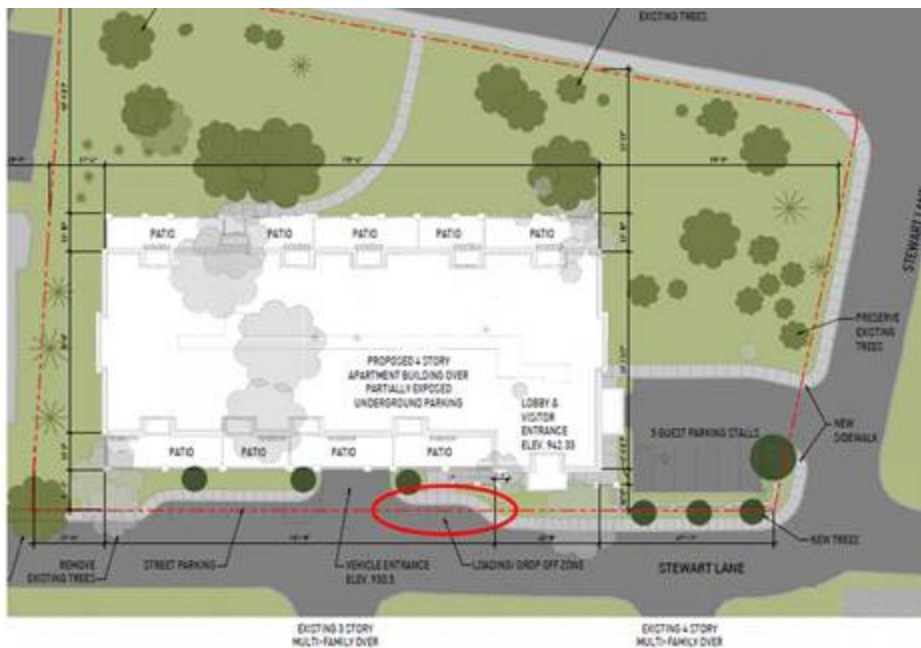 EXISTING TREES
PATIO
PATIO
PATIO
PATIO
PATIO
STEWART LANE
PRESERVE
EXISTING
TREES
PROPOSED 4 STORY
APARTMENT BUILDING OVER
PARTIALLY EXPOSED
UNDERGROUND PARKING
LOBBY &
VISITOR
ENTRANCE
ELEV. 942.33
5 GUEST PARKING STALLS
NEW
SIDEWALK
PATIO
PATIO
PATIO
PATIO
REMOVE
EXISTING TREES
STREET PARKING
VEHICLE ENTRANCE
ELEV. 930.5
LOADING/ DROP OFF ZONE
STEWART LANE
NEW TREES
EXISTING 3 STORY
MULTI-FAMILY OVER
EXISTING 4 STORY
MULTI-FAMILY OVER